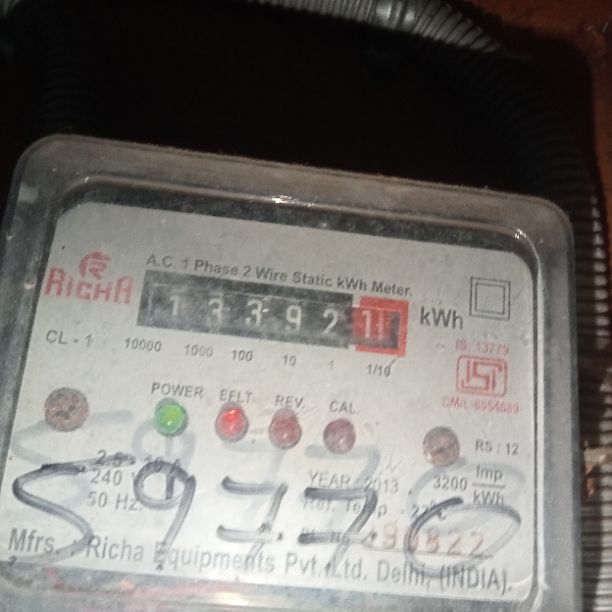 A.C. 1 Phase 2 Wire Static kWh Meter.
RICHA
1 3 3 9 2 1 kWh
CL - 1 10000 1000 100 10 1 1/10
IS: 13779
POWER EFLT REV. CAL.
RS : 12
240 V
YEAR : 2013 3200 Imp
kWh
50 Hz.
Mfrs. : Richa Equipments Pvt. Ltd. Delhi, (INDIA).